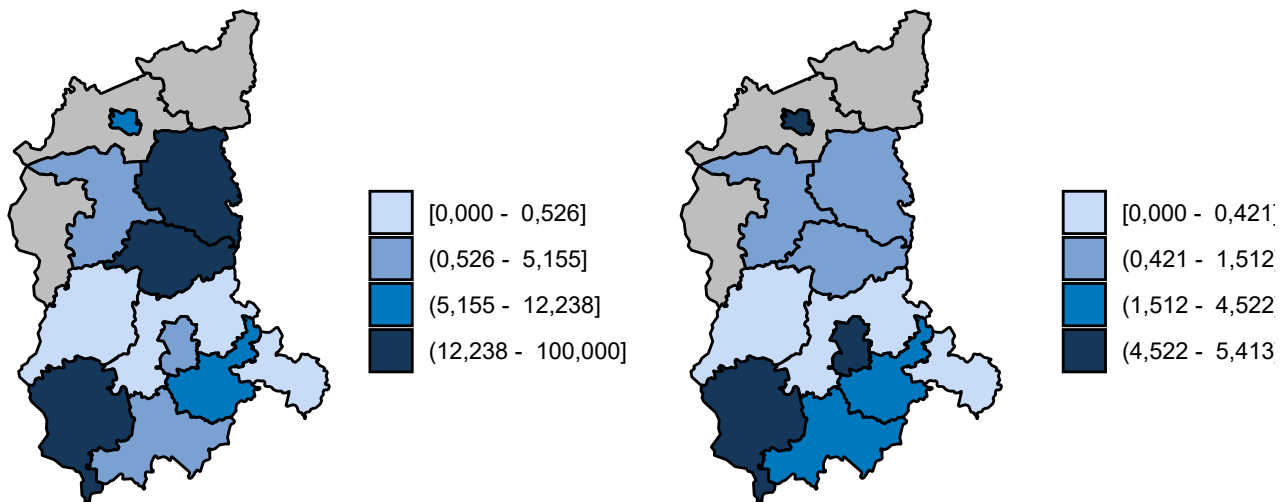 [0,000 - 0,526]
(0,526 - 5,155]
(5,155 - 12,238]
(12,238 - 100,000]
[0,000 - 0,421]
(0,421 - 1,512]
(1,512 - 4,522]
(4,522 - 5,413]